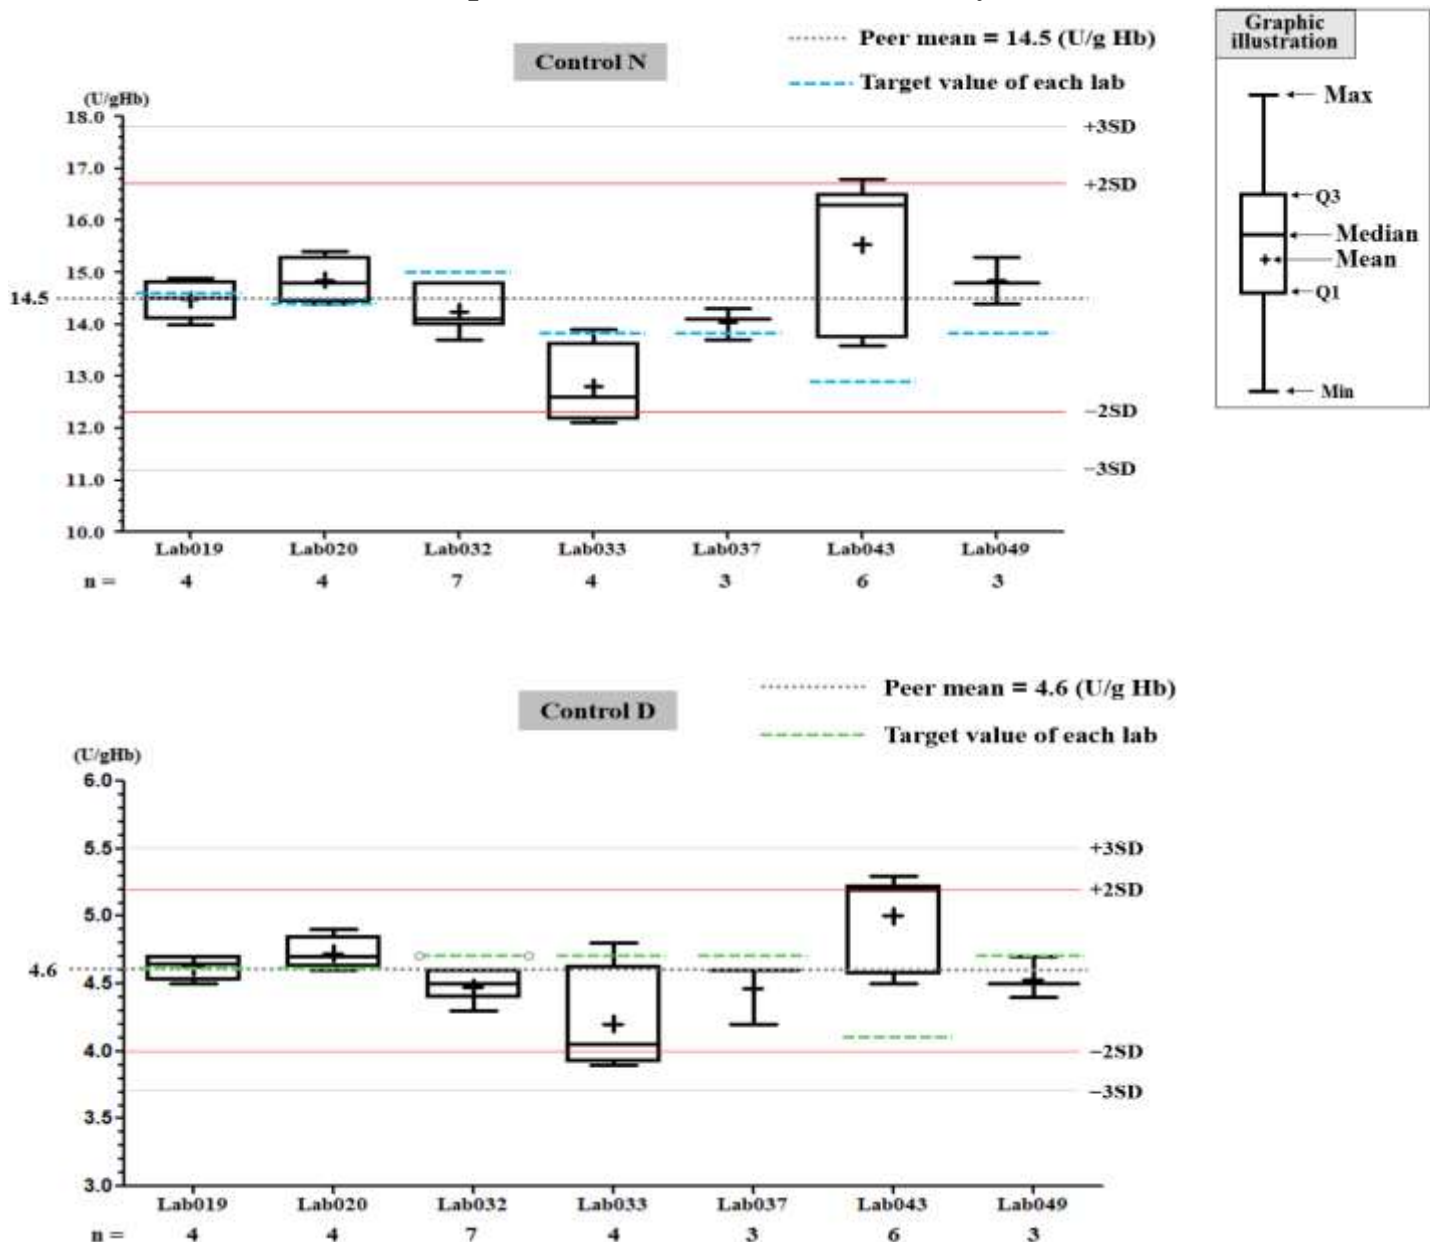 Control N
Peer mean = 14.5 (U/g Hb)
Target value of each lab
Graphic
illustration
Max
Q3
Median
Mean
Q1
Min
(U/gHb)
18.0
17.0
16.0
15.0
14.5
14.0
13.0
12.0
11.0
10.0
+3SD
+2SD
−2SD
−3SD
Lab019 Lab020 Lab032 Lab033 Lab037 Lab043 Lab049
n = 4 4 7 4 3 6 3
Control D
Peer mean = 4.6 (U/g Hb)
Target value of each lab
(U/gHb)
6.0
5.5
5.0
4.6
4.5
4.0
3.5
3.0
+3SD
+2SD
−2SD
−3SD
Lab019 Lab020 Lab032 Lab033 Lab037 Lab043 Lab049
n = 4 4 7 4 3 6 3